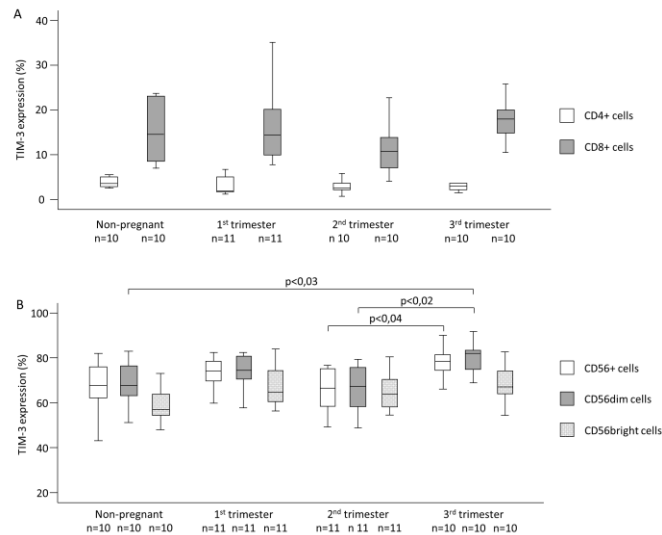 A
TIM-3 expression (%)
40
30
20
10
0
CD4+ cells
CD8+ cells
Non-pregnant 1st trimester 2nd trimester 3rd trimester
n=10 n=10 n=11 n=11 n 10 n=10 n=10 n=10
B
TIM-3 expression (%)
p<0,03
p<0,02
p<0,04
100
80
60
40
20
CD56+ cells
CD56dim cells
CD56bright cells
Non-pregnant 1st trimester 2nd trimester 3rd trimester
n=10 n=10 n=10 n=11 n=11 n=11 n=11 n 11 n=11 n=10 n=10 n=10